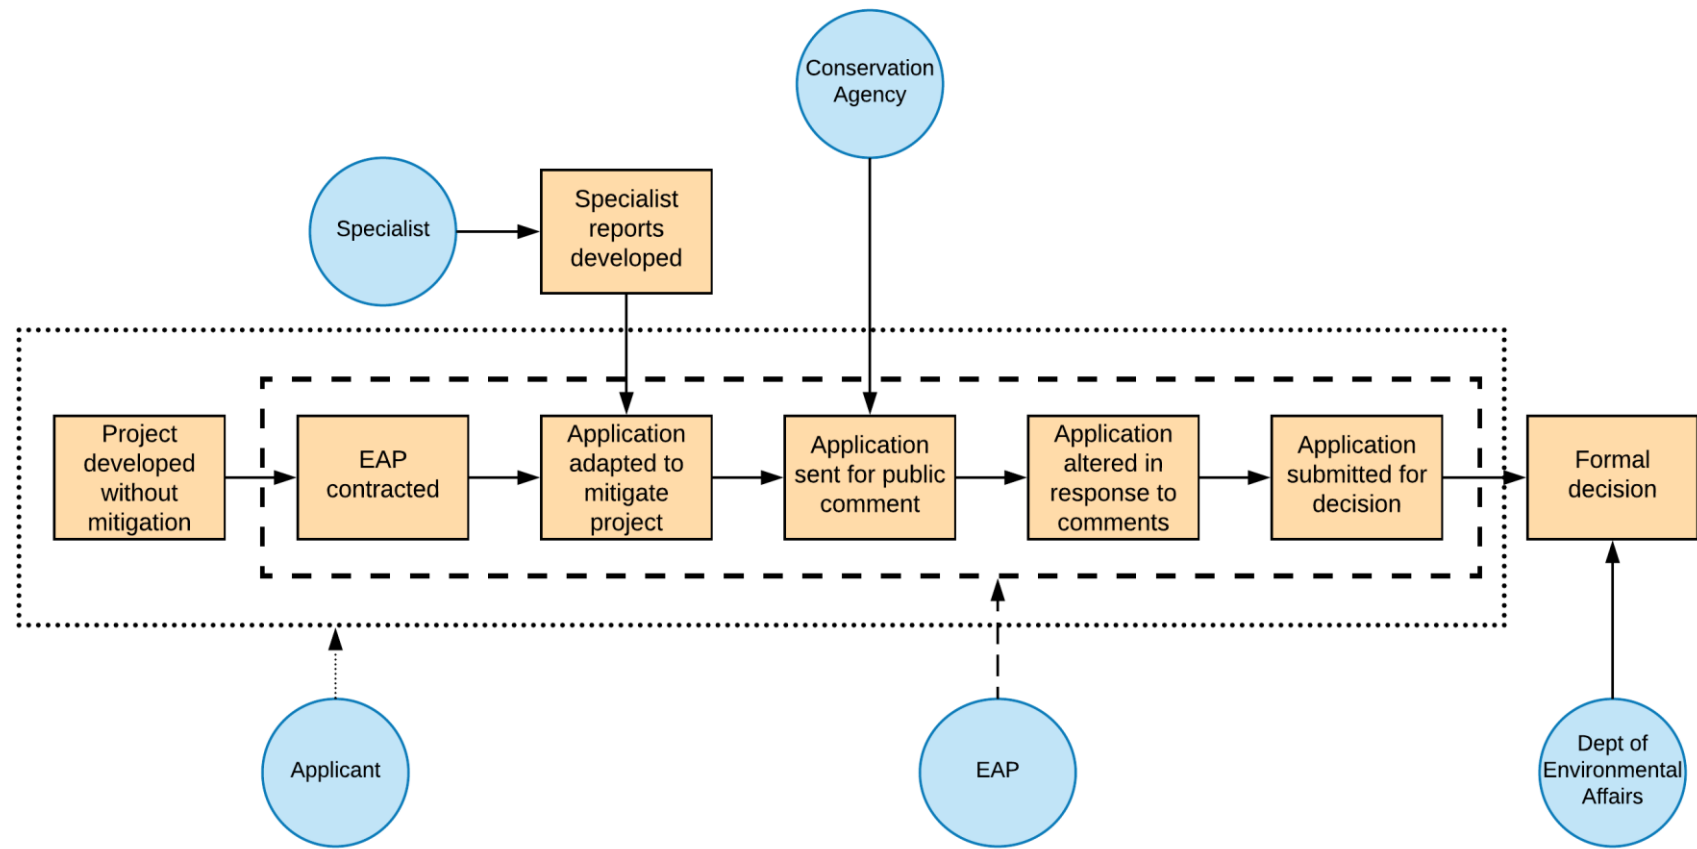 Conservation
Agency
Specialist
Specialist
reports
developed
Project
developed
without
mitigation
EAP
contracted
Application
adapted to
mitigate
project
Application
sent for public
comment
Application
altered in
response to
comments
Application
submitted for
decision
Formal
decision
Applicant
EAP
Dept of
Environmental
Affairs